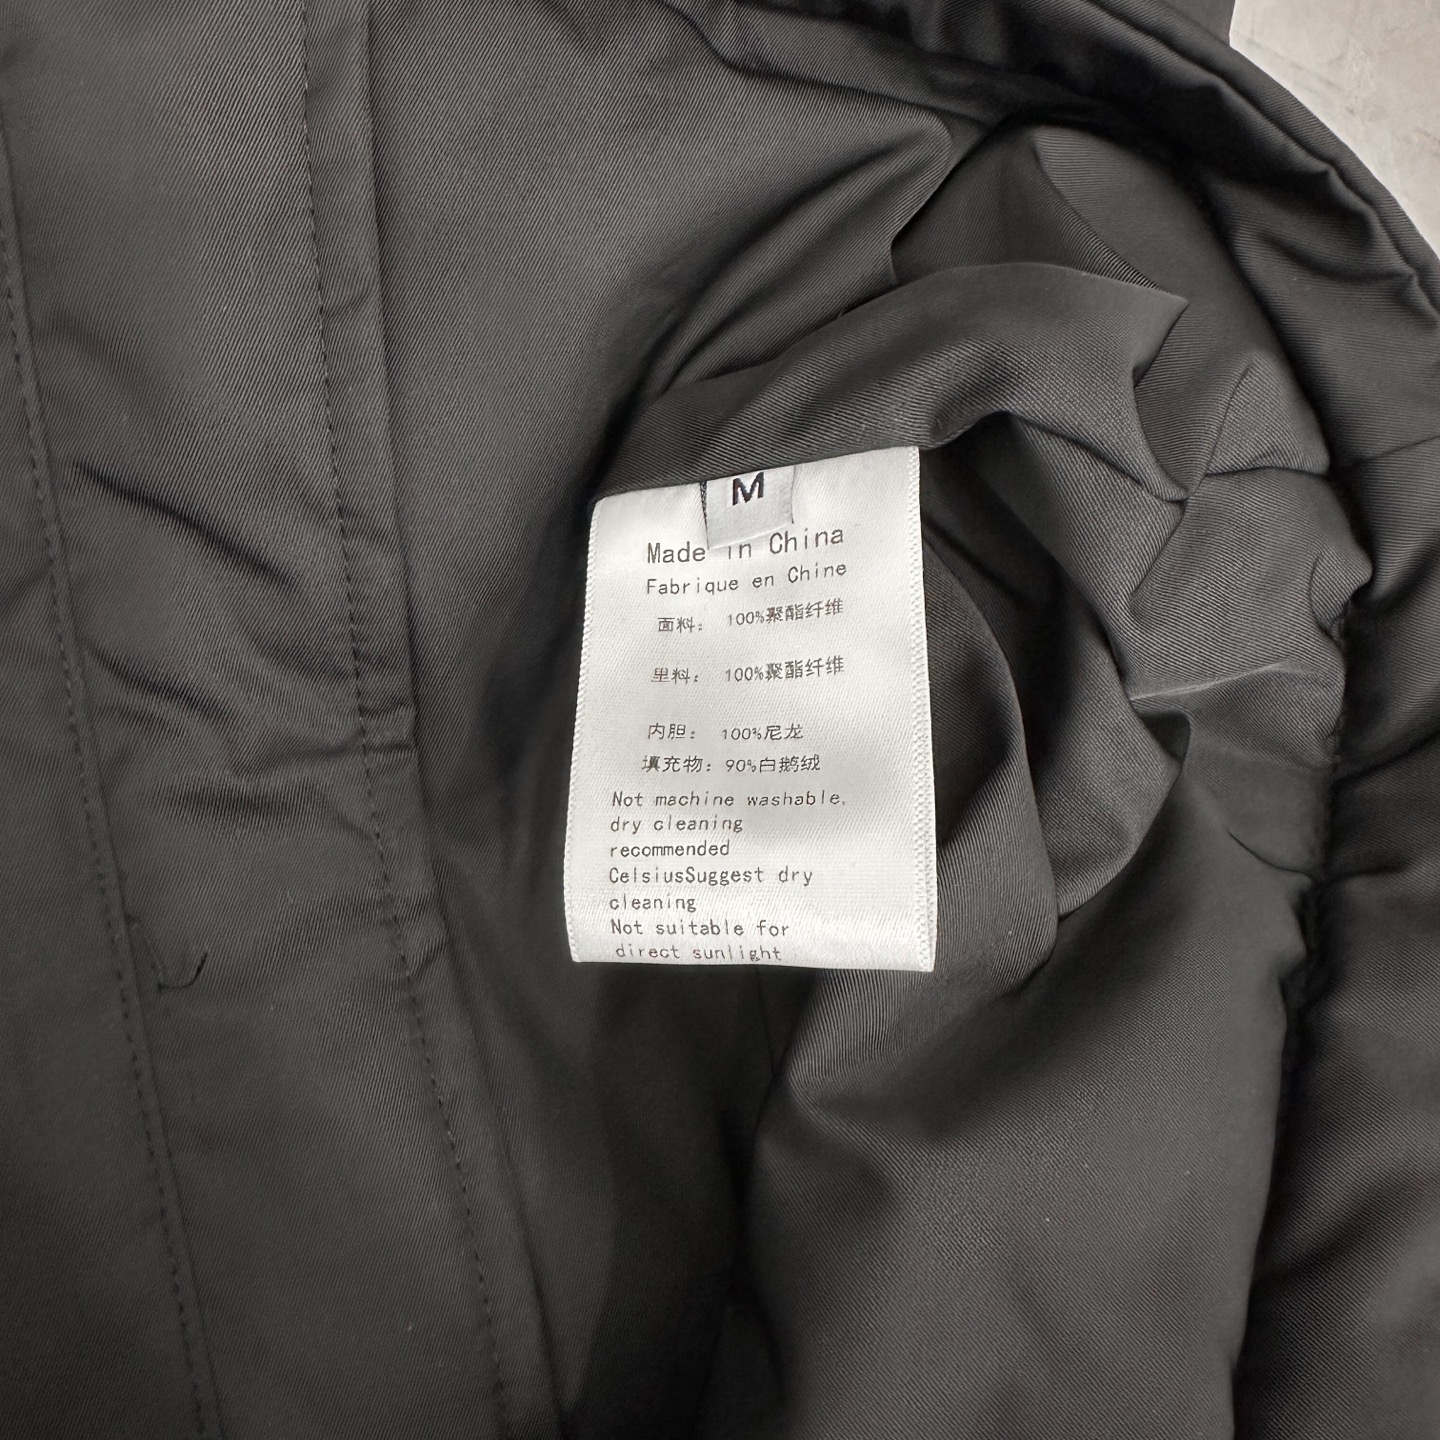 M
Made in China
Fabrique en Chine
面料: 100%聚酯纤维
里料: 100%聚酯纤维
内胆: 100%尼龙
填充物: 90%白鹅绒
Not machine washable,
dry cleaning
recommended
CelsiusSuggest dry
cleaning
Not suitable for
direct sunlight